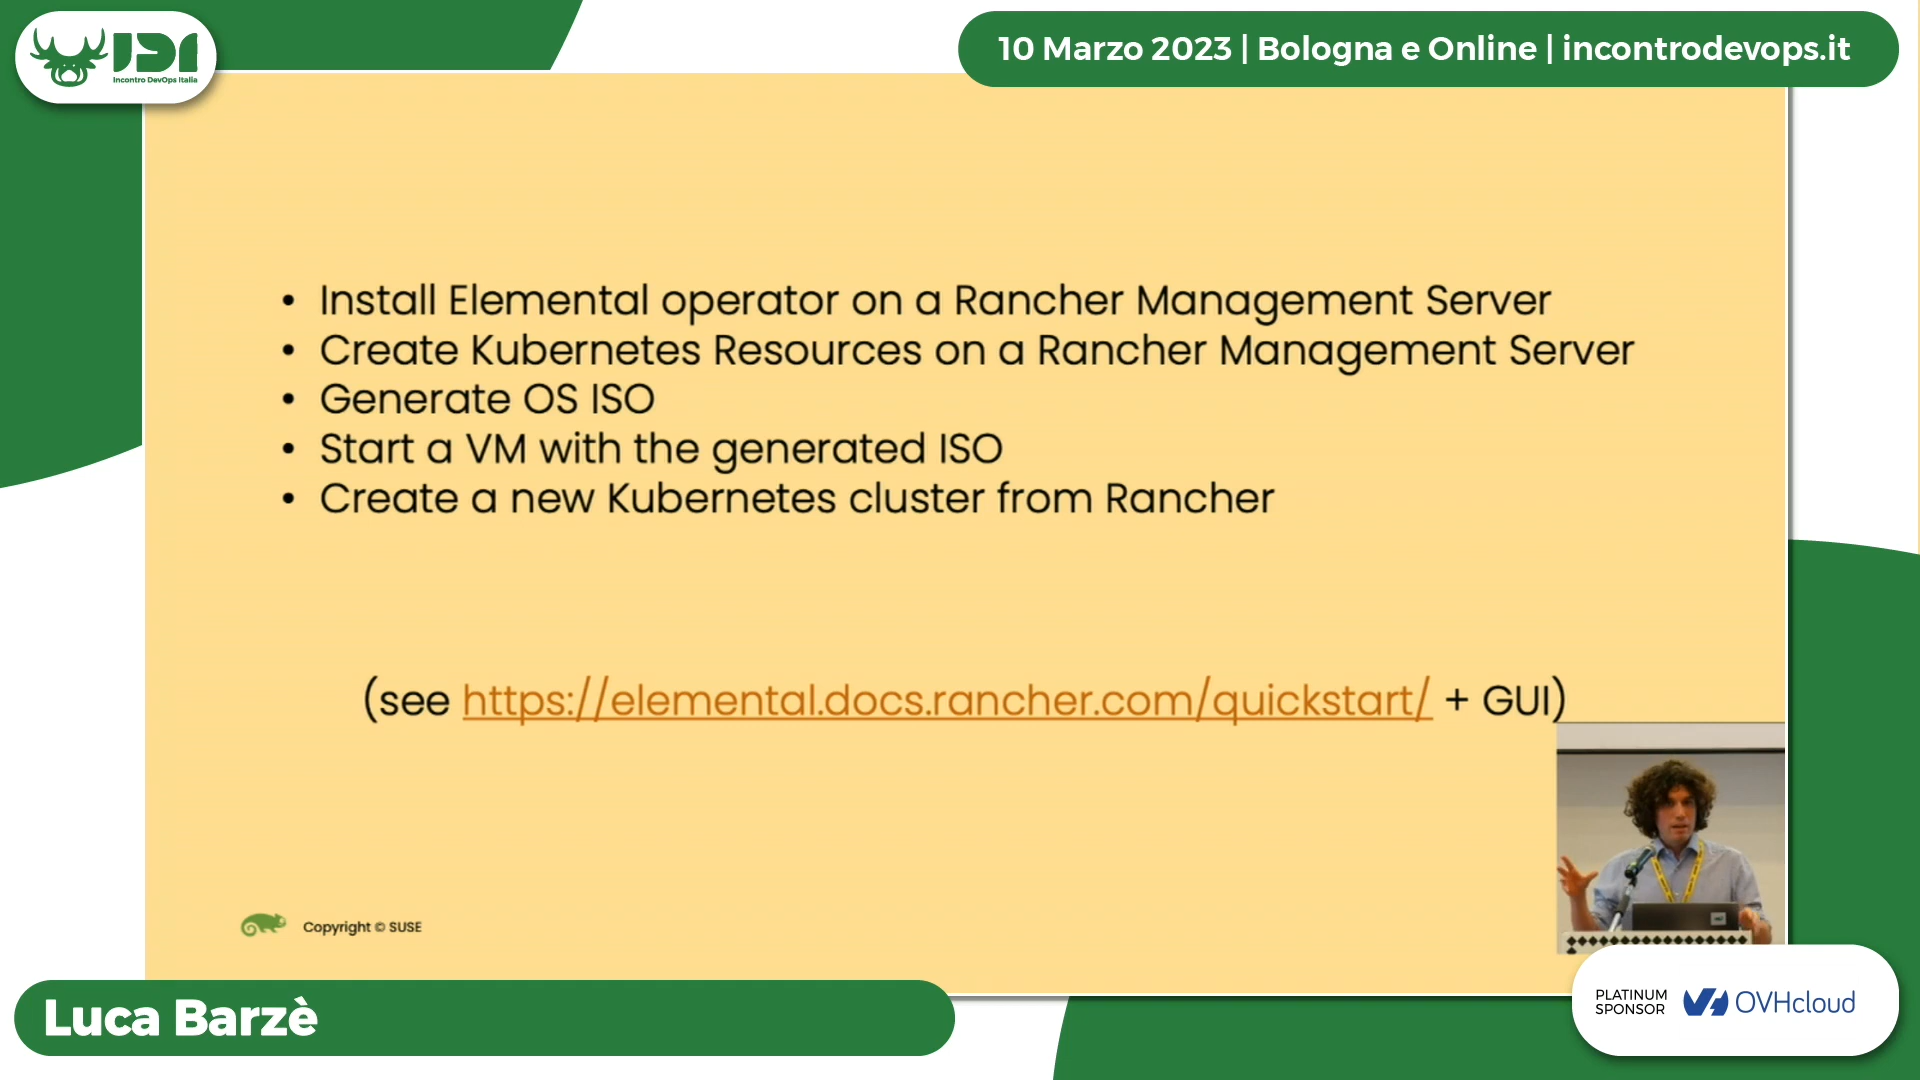 IDI
Incontro DevOps Italia
10 Marzo 2023 | Bologna e Online | incontrodevops.it
• Install Elemental operator on a Rancher Management Server
• Create Kubernetes Resources on a Rancher Management Server
• Generate OS ISO
• Start a VM with the generated ISO
• Create a new Kubernetes cluster from Rancher
(see https://elemental.docs.rancher.com/quickstart/ + GUI)
Copyright © SUSE
Luca Barzè
PLATINUM
SPONSOR
OVHcloud